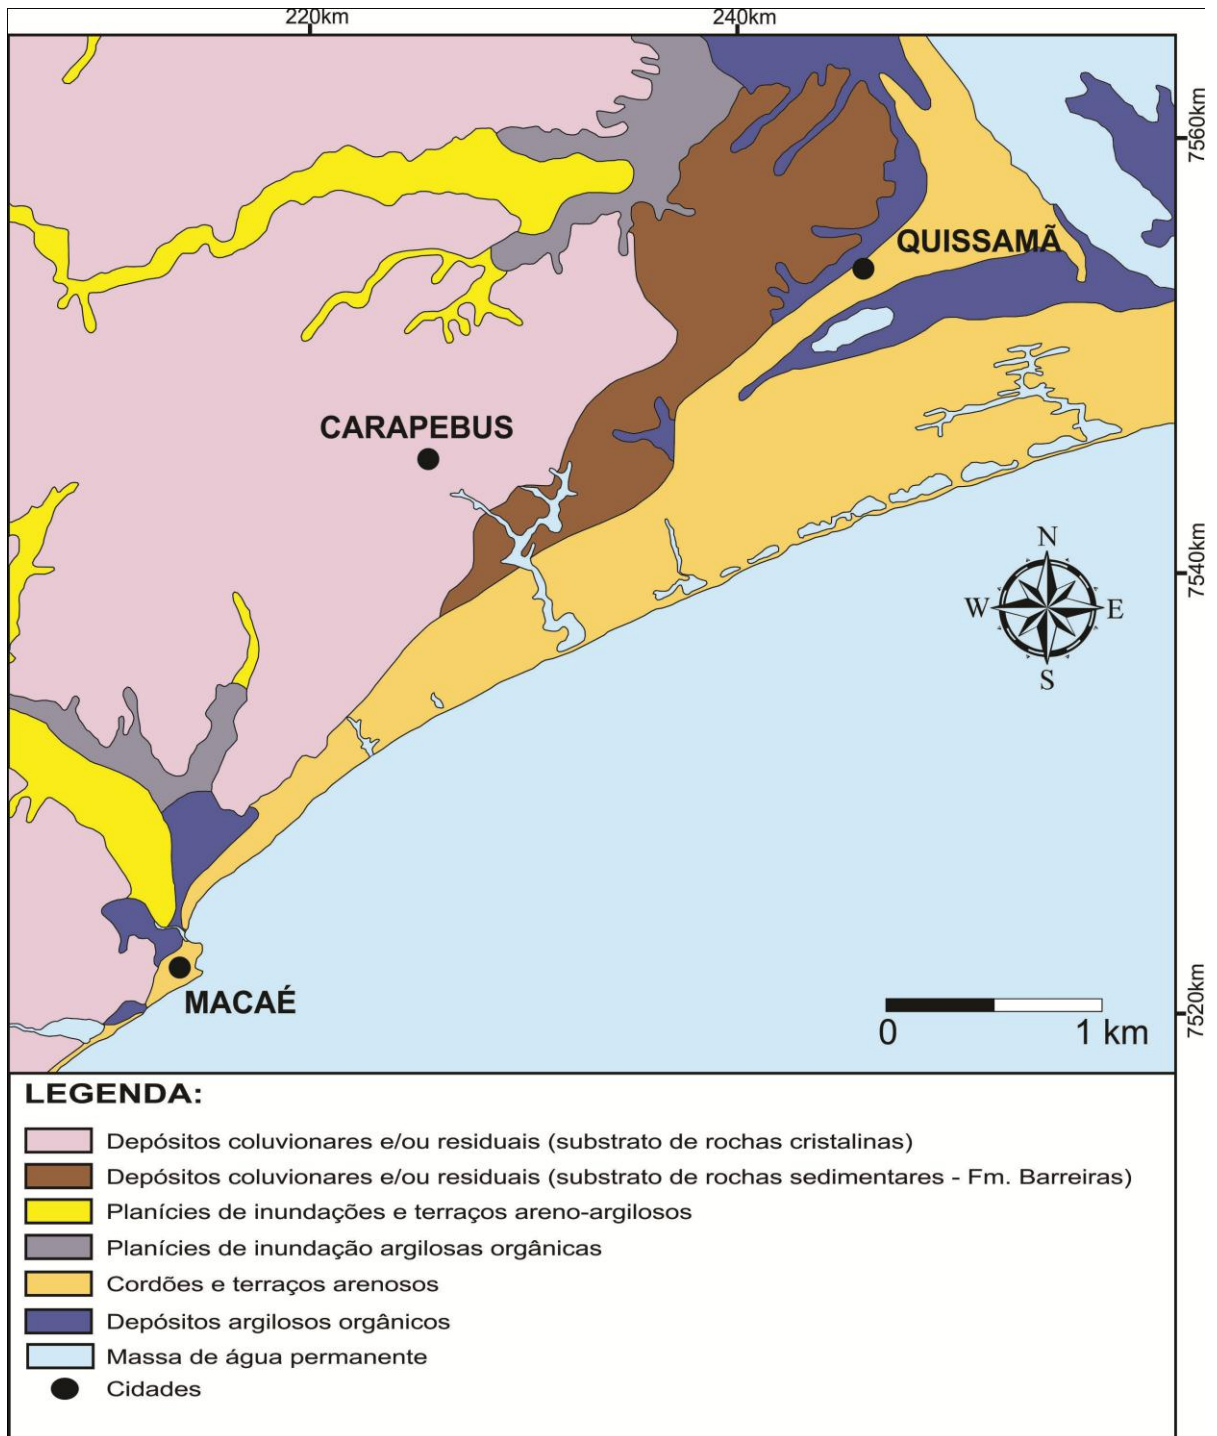 220km
240km
7560km
QUISSAMÃ
CARAPEBUS
7540km
N
W
E
S
MACAÉ
7520km
0
1 km
LEGENDA:
Depósitos coluvionares e/ou residuais (substrato de rochas cristalinas)
Depósitos coluvionares e/ou residuais (substrato de rochas sedimentares - Fm. Barreiras)
Planícies de inundações e terraços areno-argilosos
Planícies de inundação argilosas orgânicas
Cordões e terraços arenosos
Depósitos argilosos orgânicos
Massa de água permanente
Cidades